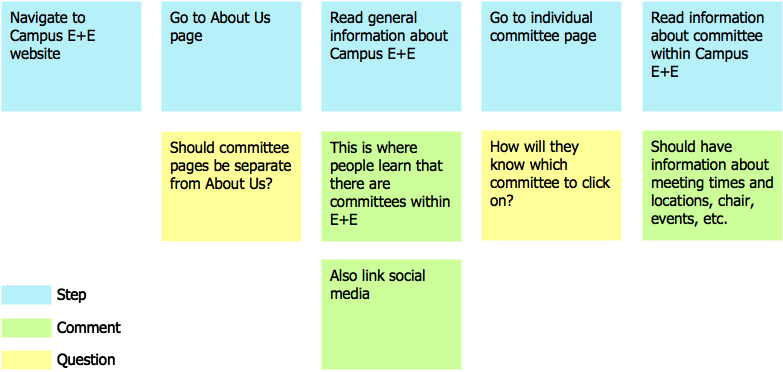 Navigate to
Campus E+E
website
Go to About Us
page
Read general
information about
Campus E+E
Go to individual
committee page
Read information
about committee
within Campus
E+E
Should committee
pages be separate
from About Us?
This is where
people learn that
there are
committees within
E+E
How will they
know which
committee to click
on?
Should have
information about
meeting times and
locations, chair,
events, etc.
Also link social
media
Step
Comment
Question